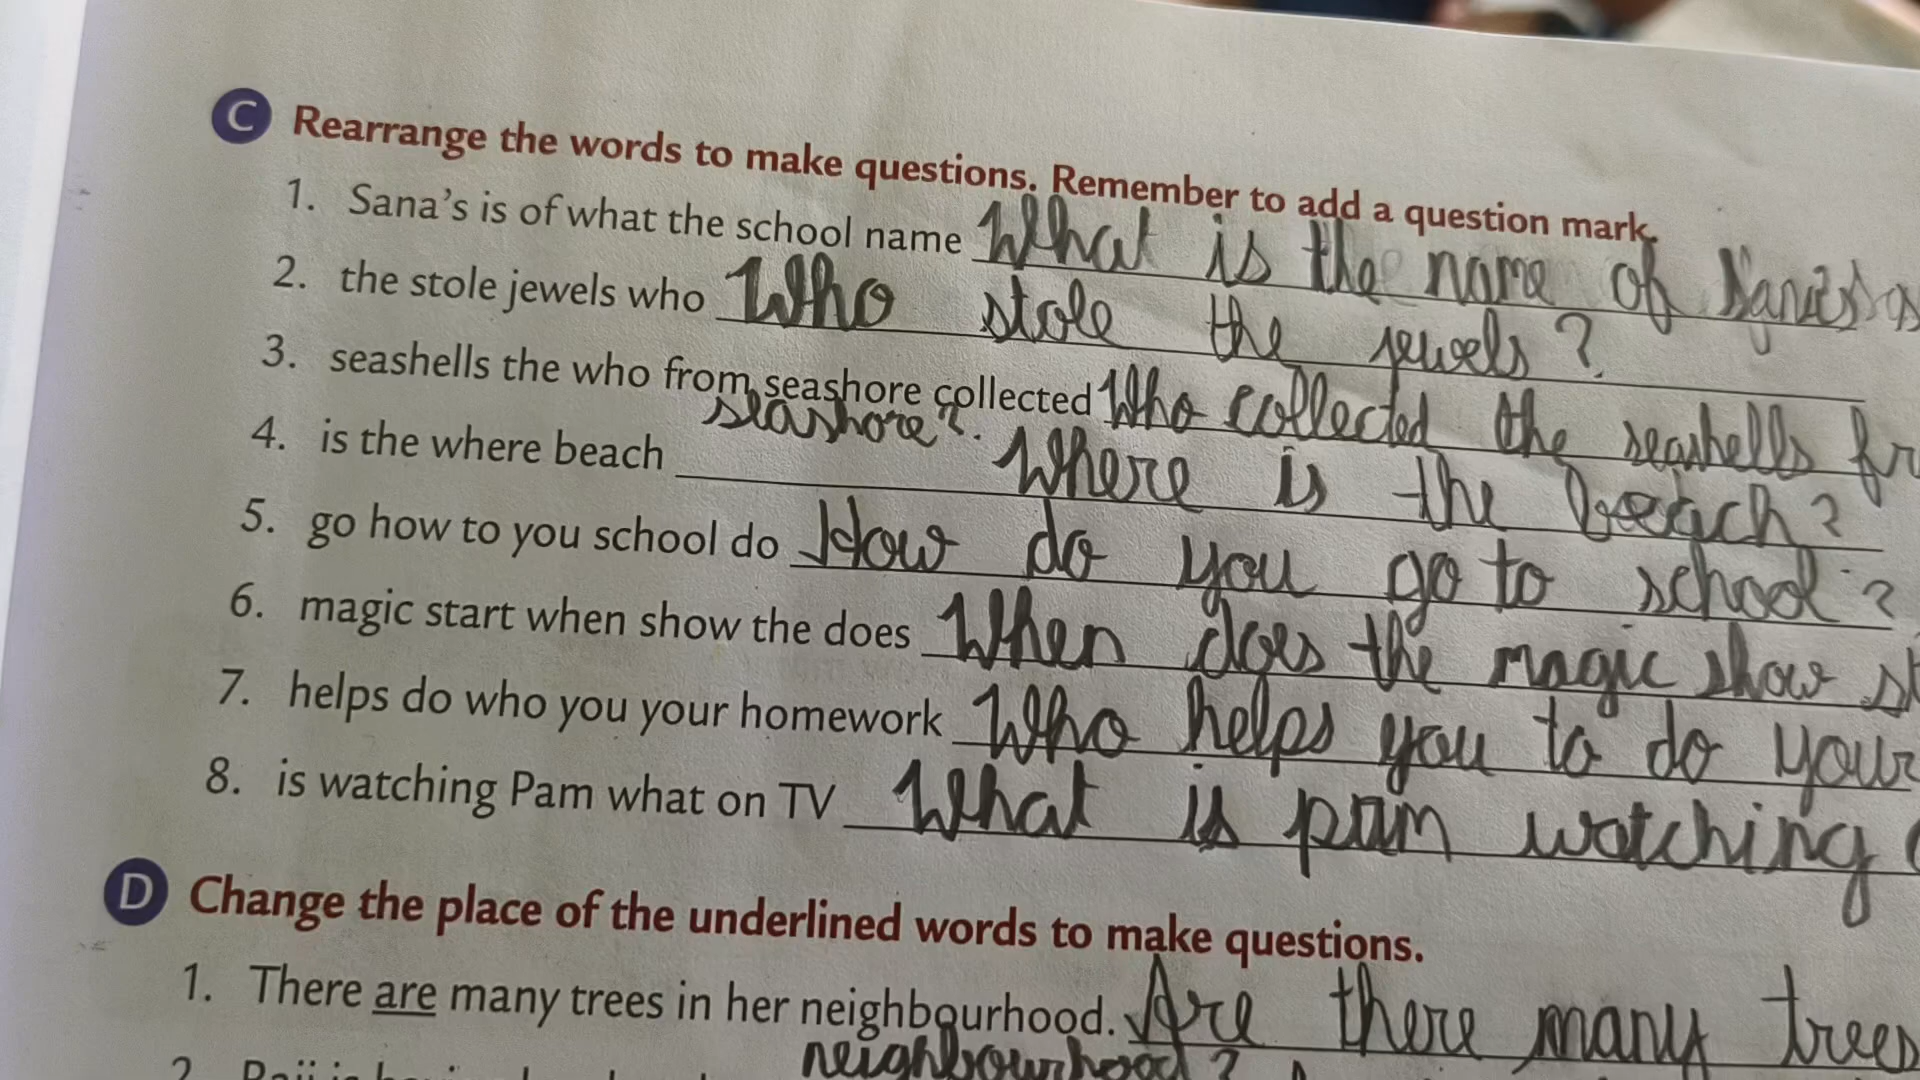 C Rearrange the words to make questions. Remember to add a question mark.
1. Sana's is of what the school name What is the name of
2. the stole jewels who Who stole the jewels?
3. seashells the who from seashore collected Who collected the seashells fr
seashore?.
4. is the where beach Where is the beach?
5. go how to you school do How do you go to school?
6. magic start when show the does When does the magic show st
7. helps do who you your homework Who helps you to do your
8. is watching Pam what on TV What is pam watching
D Change the place of the underlined words to make questions.
1. There are many trees in her neighbourhood. Are there many trees
neighbourhood?
2.